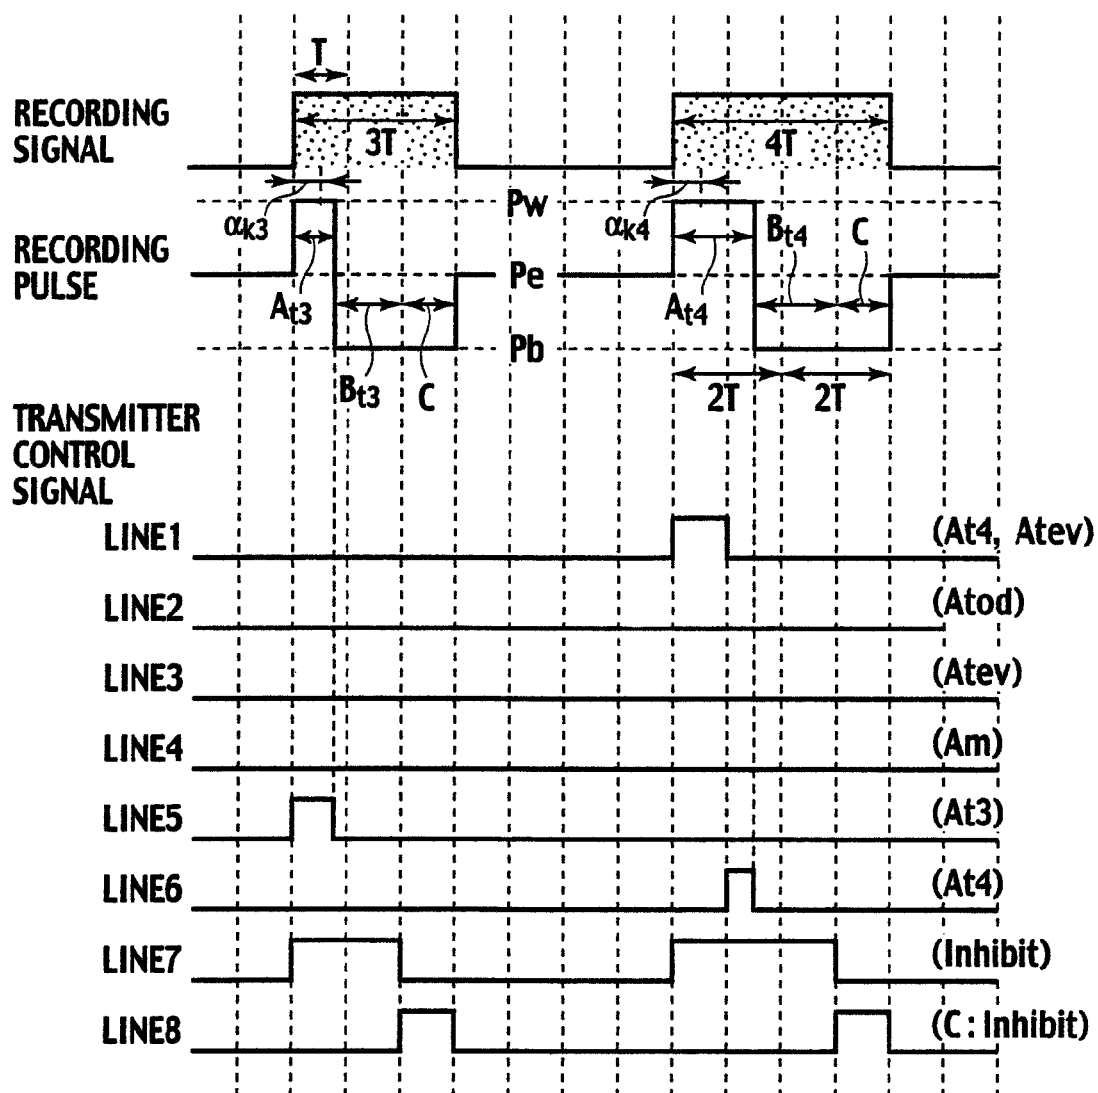 T
RECORDING
SIGNAL
3T
4T
αk3
Pw
αk4
RECORDING
PULSE
Bt4
C
Pe
At3
At4
Pb
Bt3
C
2T
2T
TRANSMITTER
CONTROL
SIGNAL
LINE1
(At4, Atev)
LINE2
(Atod)
LINE3
(Atev)
LINE4
(Am)
LINE5
(At3)
LINE6
(At4)
LINE7
(Inhibit)
LINE8
(C:Inhibit)